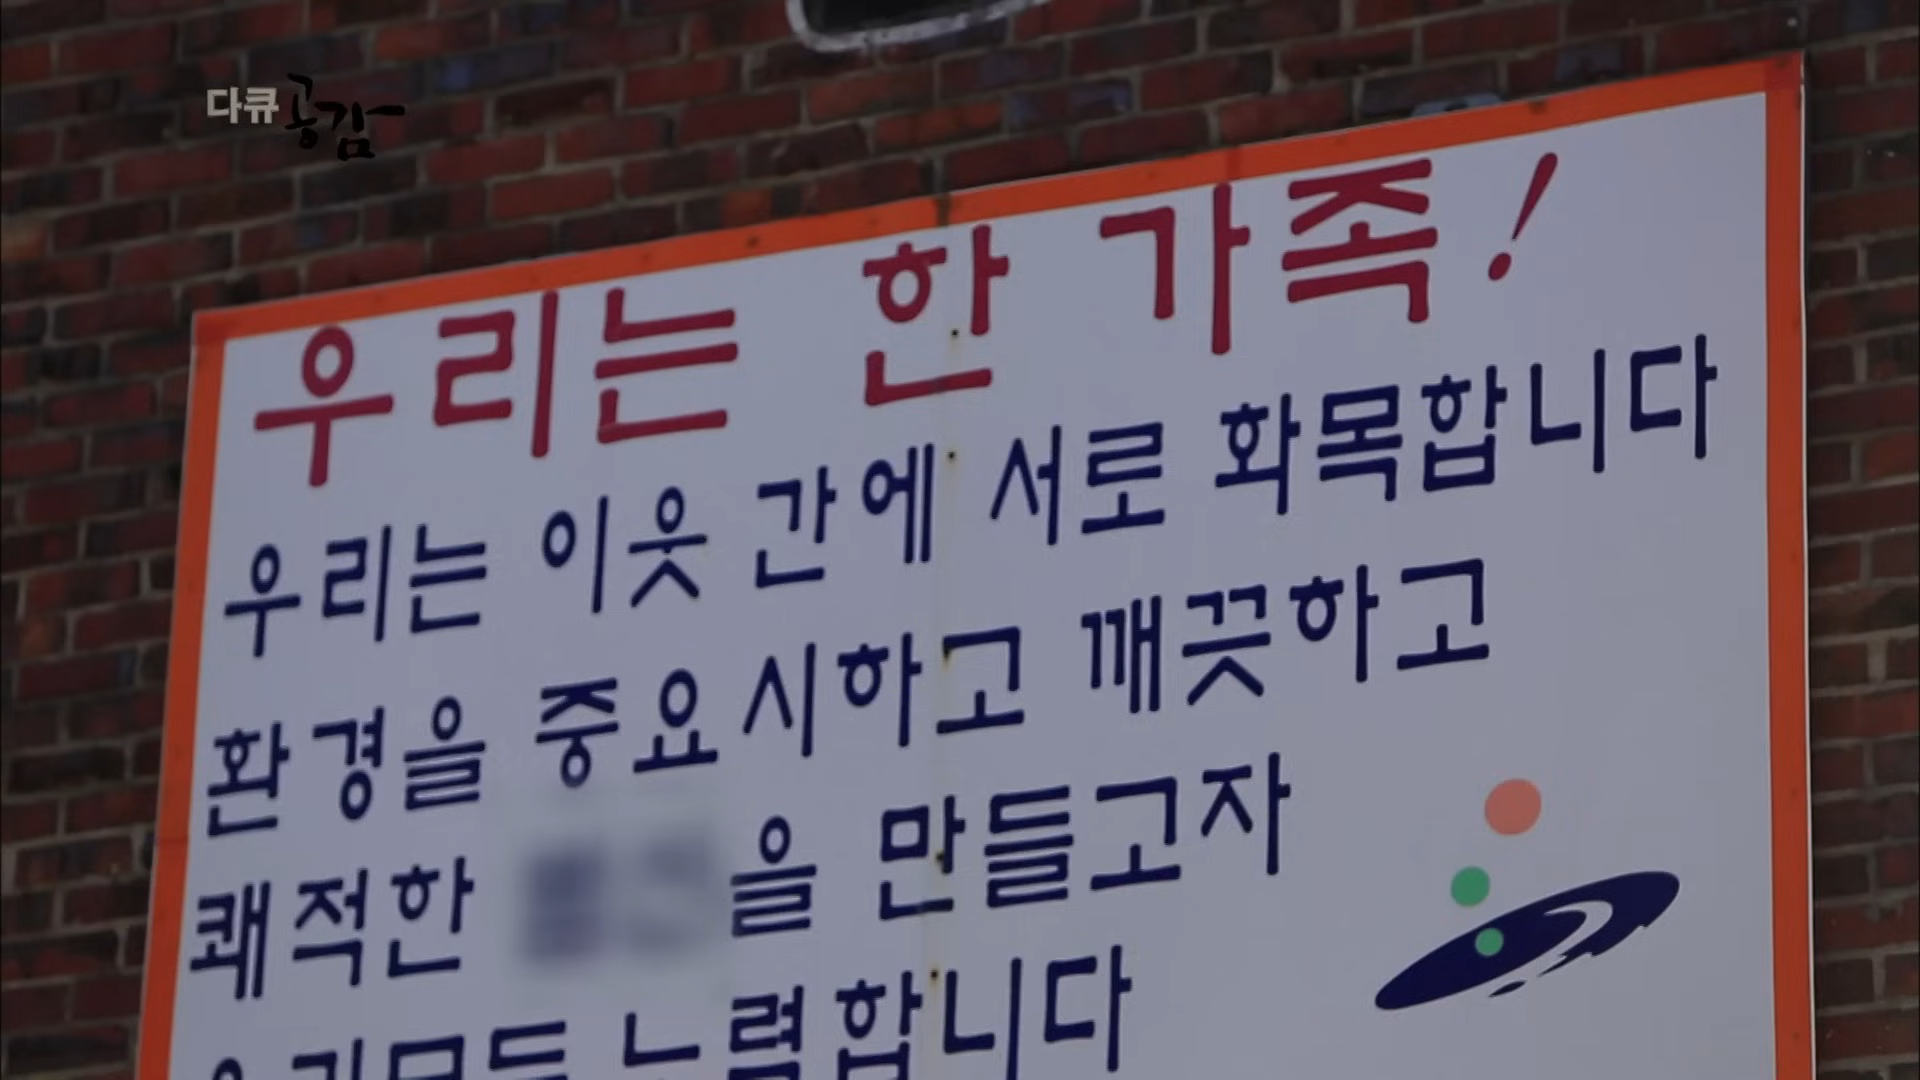 다큐 공감
우리는 한 가족!
우리는 이웃 간에 서로 화목합니다
환경을 중요시하고 깨끗하고
쾌적한 을 만들고자
우리모두 노력합니다